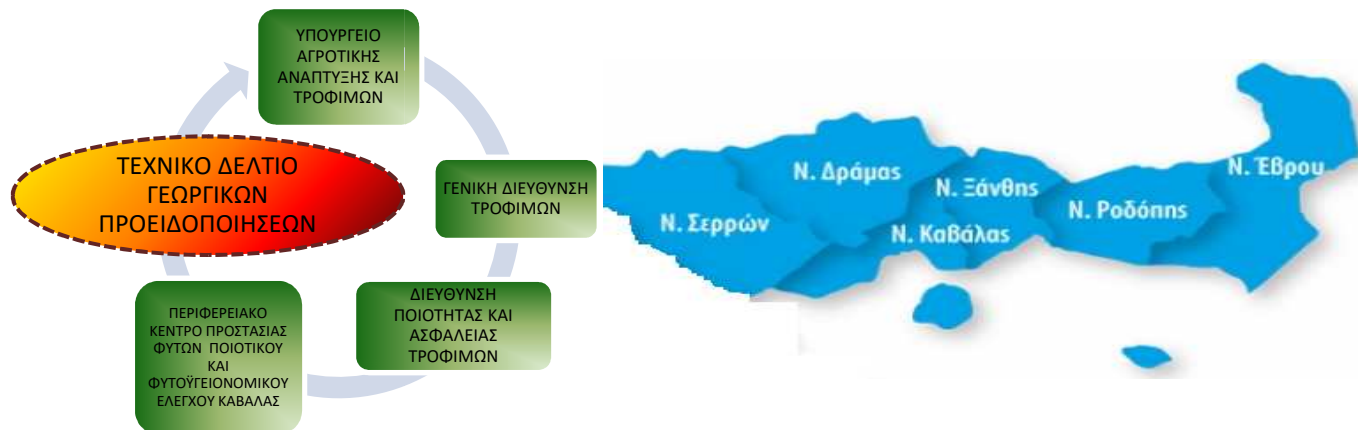 ΥΠΟΥΡΓΕΙΟ
ΑΓΡΟΤΙΚΗΣ
ΑΝΑΠΤΥΞΗΣ ΚΑΙ
ΤΡΟΦΙΜΩΝ
ΤΕΧΝΙΚΟ ΔΕΛΤΙΟ
ΓΕΩΡΓΙΚΩΝ
ΠΡΟΕΙΔΟΠΟΙΗΣΕΩΝ
ΓΕΝΙΚΗ ΔΙΕΥΘΥΝΣΗ
ΤΡΟΦΙΜΩΝ
ΔΙΕΥΘΥΝΣΗ
ΠΟΙΟΤΗΤΑΣ ΚΑΙ
ΑΣΦΑΛΕΙΑΣ
ΤΡΟΦΙΜΩΝ
ΠΕΡΙΦΕΡΕΙΑΚΟ
ΚΕΝΤΡΟ ΠΡΟΣΤΑΣΙΑΣ
ΦΥΤΩΝ ΠΟΙΟΤΙΚΟΥ
ΚΑΙ
ΦΥΤΟΫΓΕΙΟΝΟΜΙΚΟΥ
ΕΛΕΓΧΟΥ ΚΑΒΑΛΑΣ
Ν. Σερρών
Ν. Δράμας
Ν. Καβάλας
Ν. Ξάνθης
Ν. Ροδόπης
Ν. Έβρου